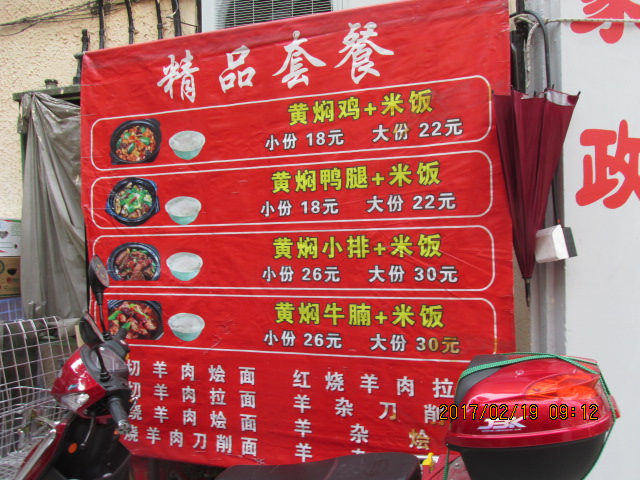 精品套餐
黄焖鸡+米饭
小份 18元 大份 22元
黄焖鸭腿+米饭
小份 18元 大份 22元
黄焖小排+米饭
小份 26元 大份 30元
黄焖牛腩+米饭
小份 26元 大份 30元
切羊肉烩面 红烧羊肉拉
切羊肉拉面 羊杂刀削
烧羊肉烩面 羊杂烩
烧羊肉刀削面 羊杂
政
2017/02/19 09:12